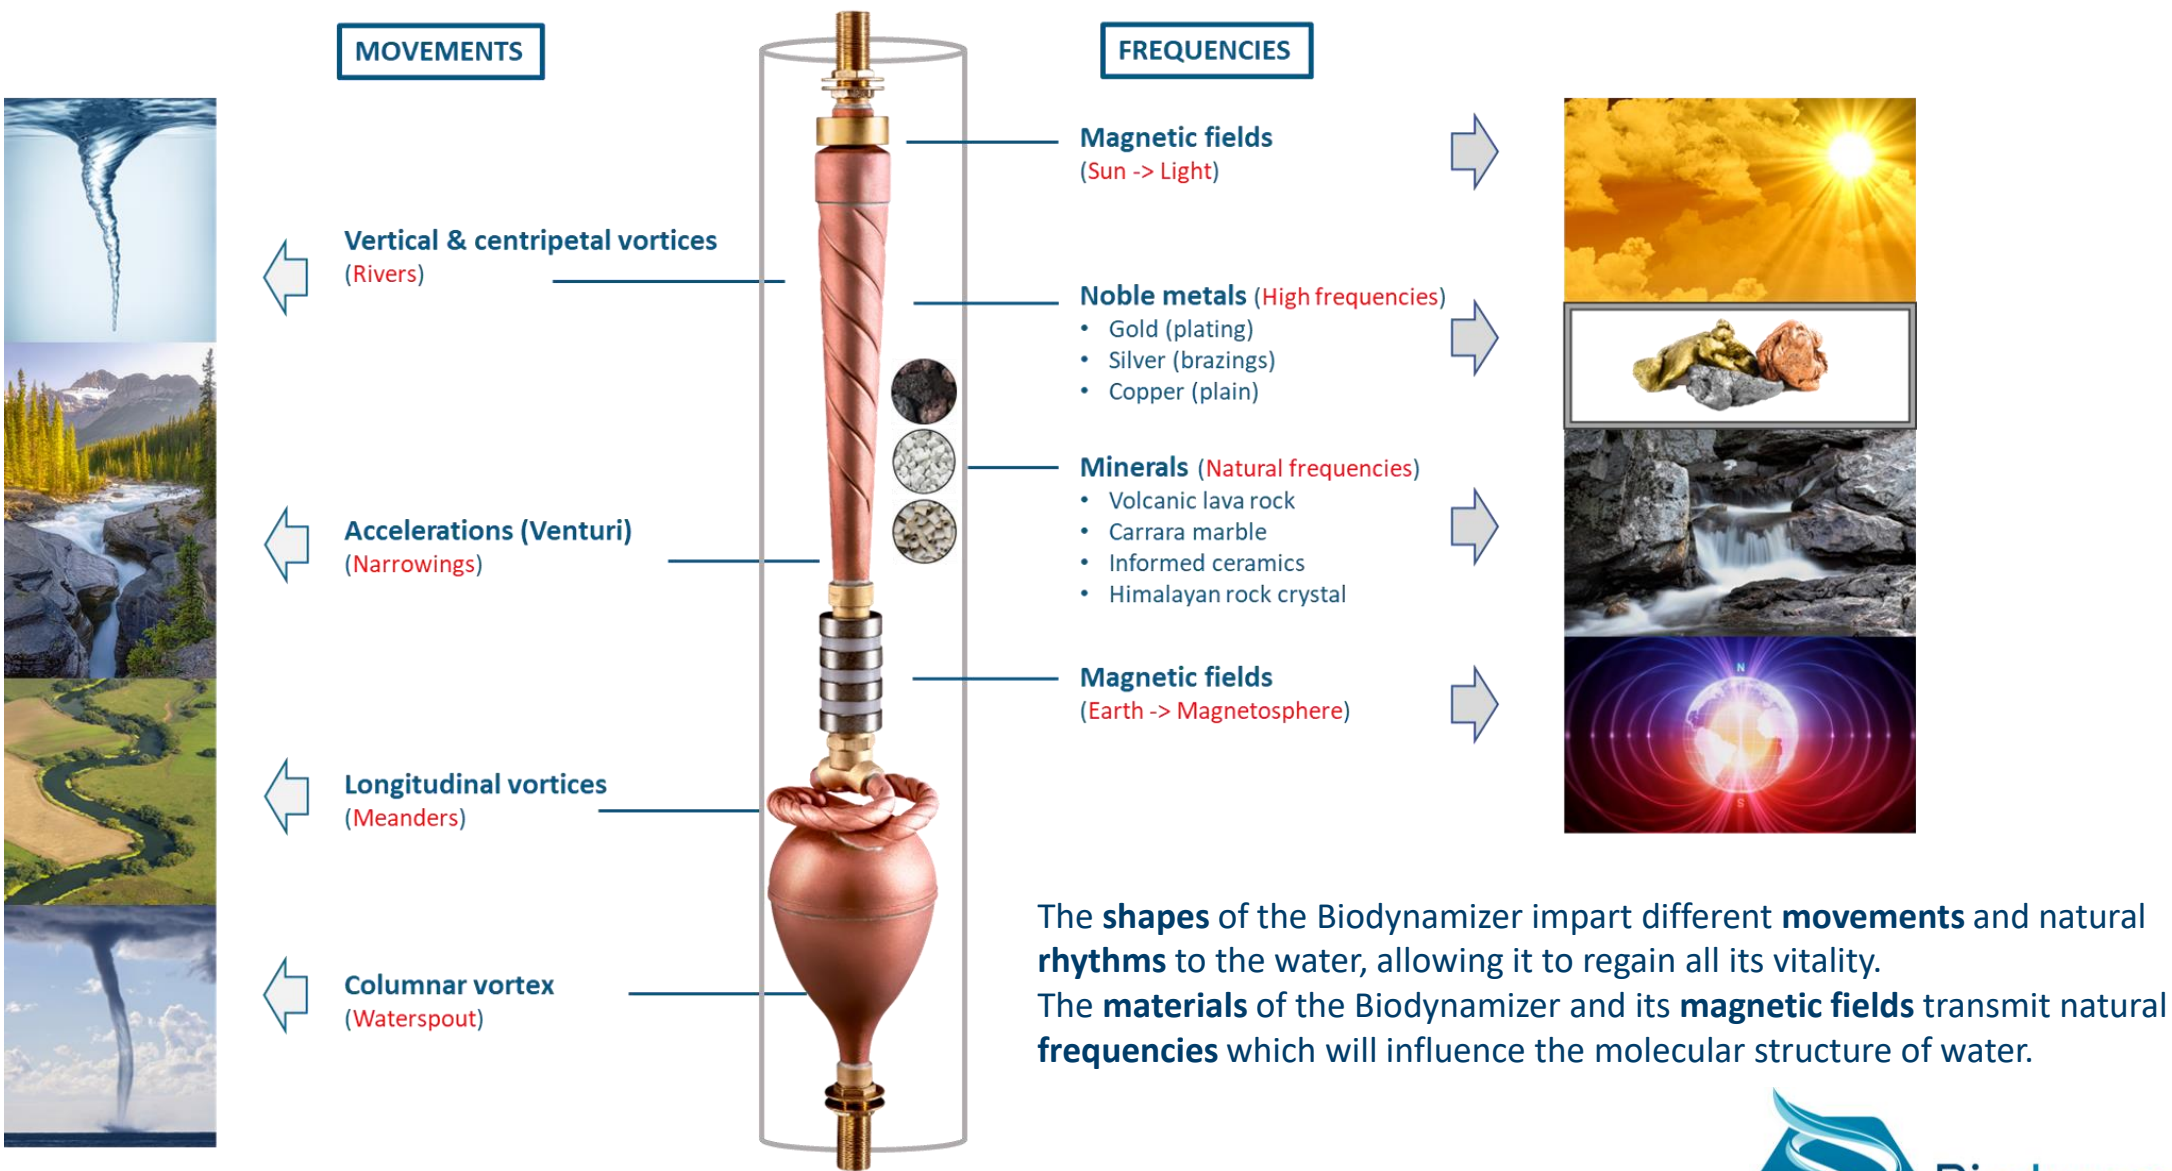 MOVEMENTS
FREQUENCIES
Vertical & centripetal vortices
(Rivers)
Accelerations (Venturi)
(Narrowings)
Longitudinal vortices
(Meanders)
Columnar vortex
(Waterspout)
Magnetic fields
(Sun -> Light)
Noble metals (High frequencies)
• Gold (plating)
• Silver (brazings)
• Copper (plain)
Minerals (Natural frequencies)
• Volcanic lava rock
• Carrara marble
• Informed ceramics
• Himalayan rock crystal
Magnetic fields
(Earth -> Magnetosphere)
N
S
The shapes of the Biodynamizer impart different movements and natural
rhythms to the water, allowing it to regain all its vitality.
The materials of the Biodynamizer and its magnetic fields transmit natural
frequencies which will influence the molecular structure of water.